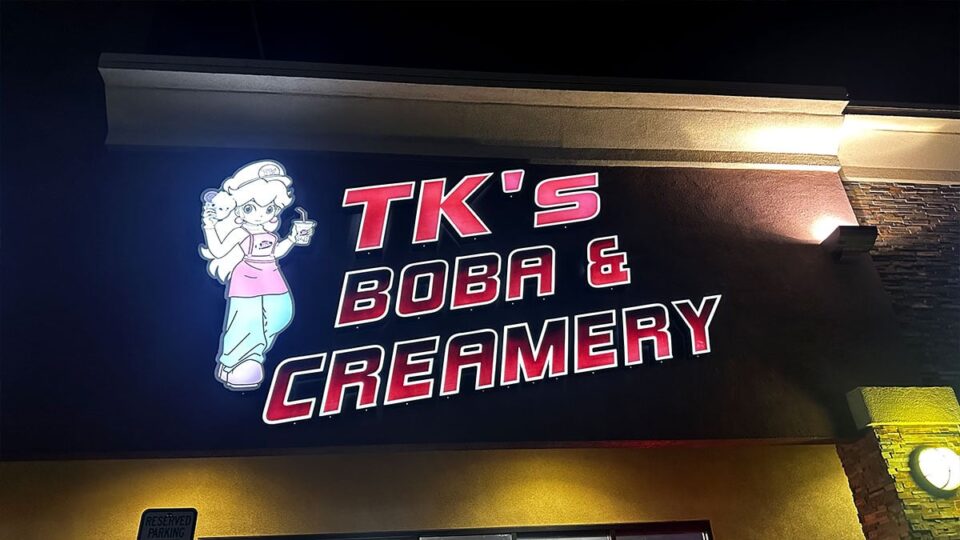 TK's
BOBA &
CREAMERY
RESERVED
PARKING